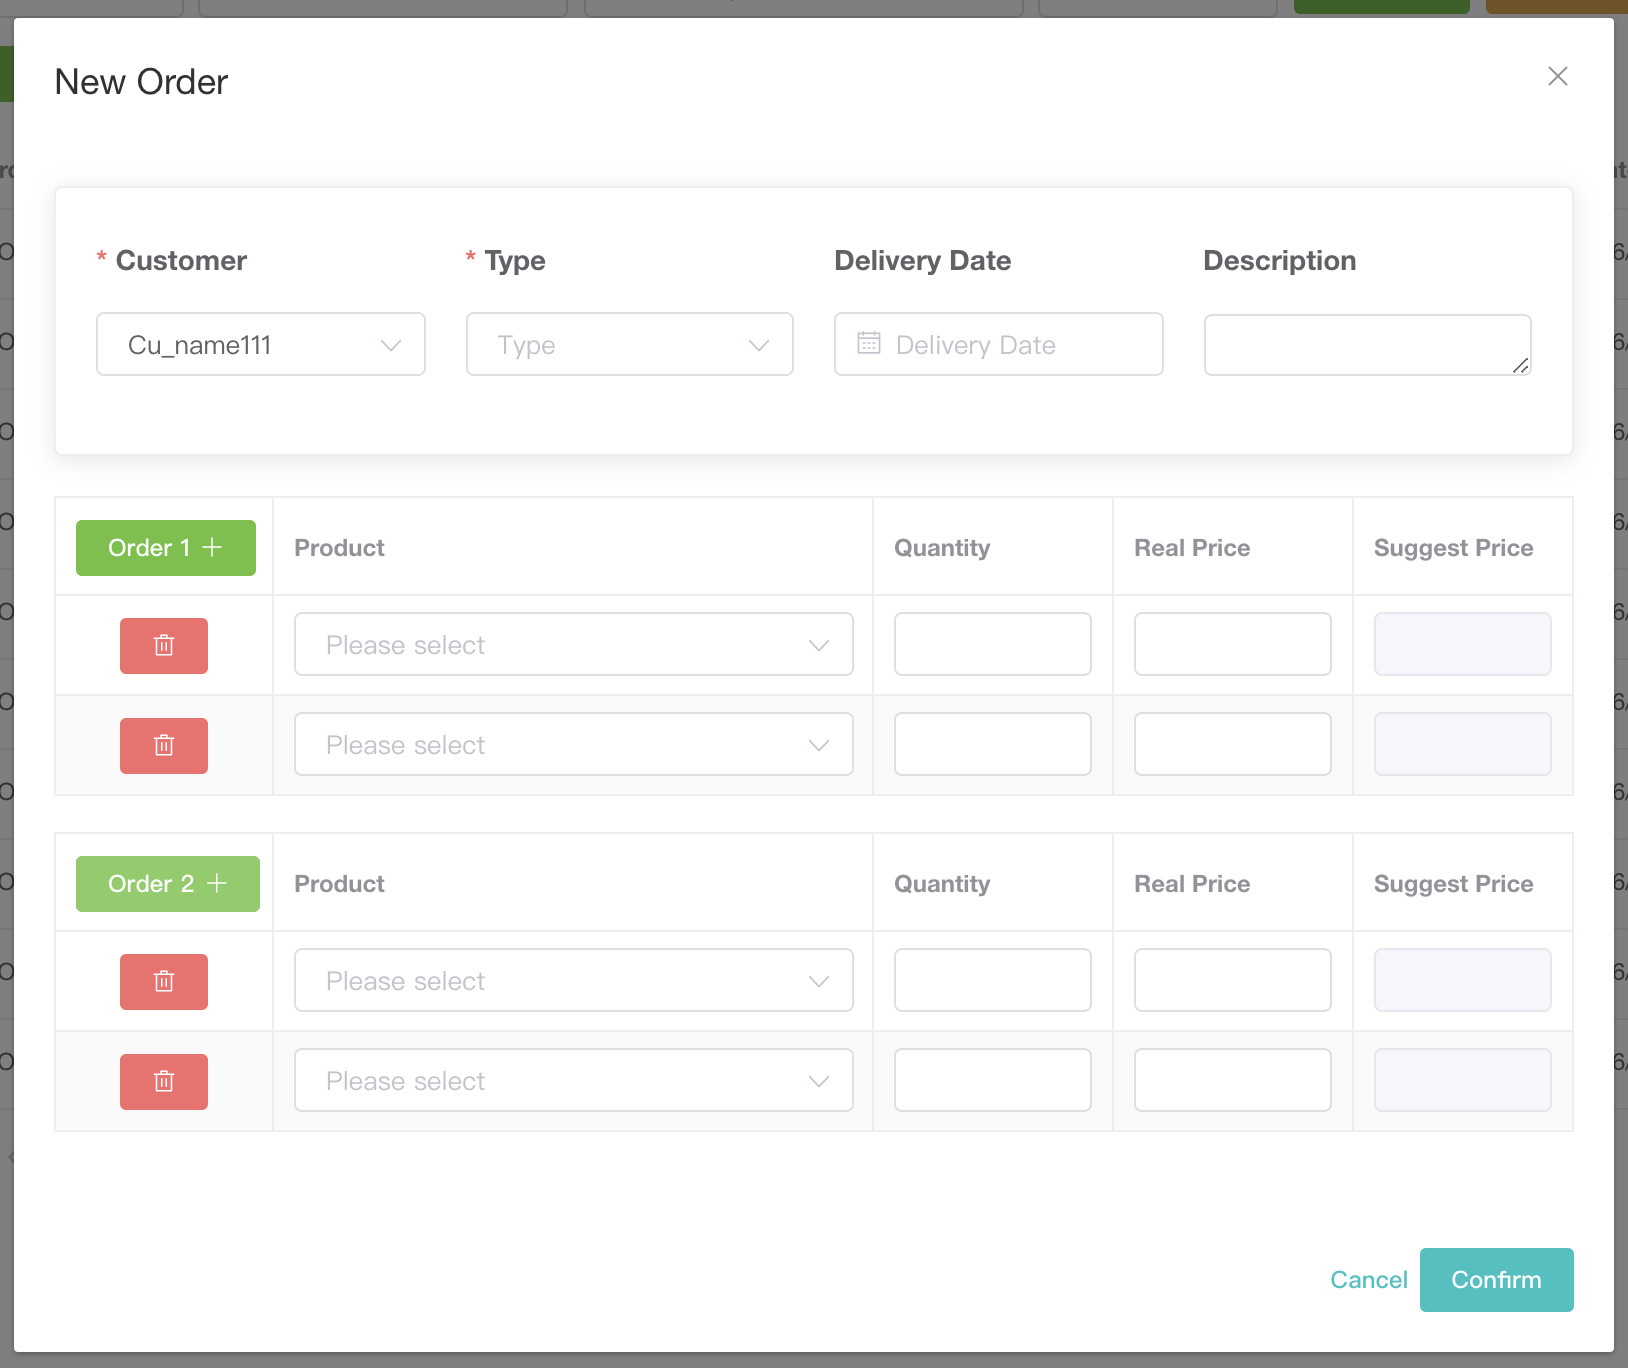 New Order
* Customer * Type Delivery Date Description
Cu_name111 Type Delivery Date
Order 1 + Product Quantity Real Price Suggest Price
Please select
Please select
Order 2 + Product Quantity Real Price Suggest Price
Please select
Please select
Cancel Confirm